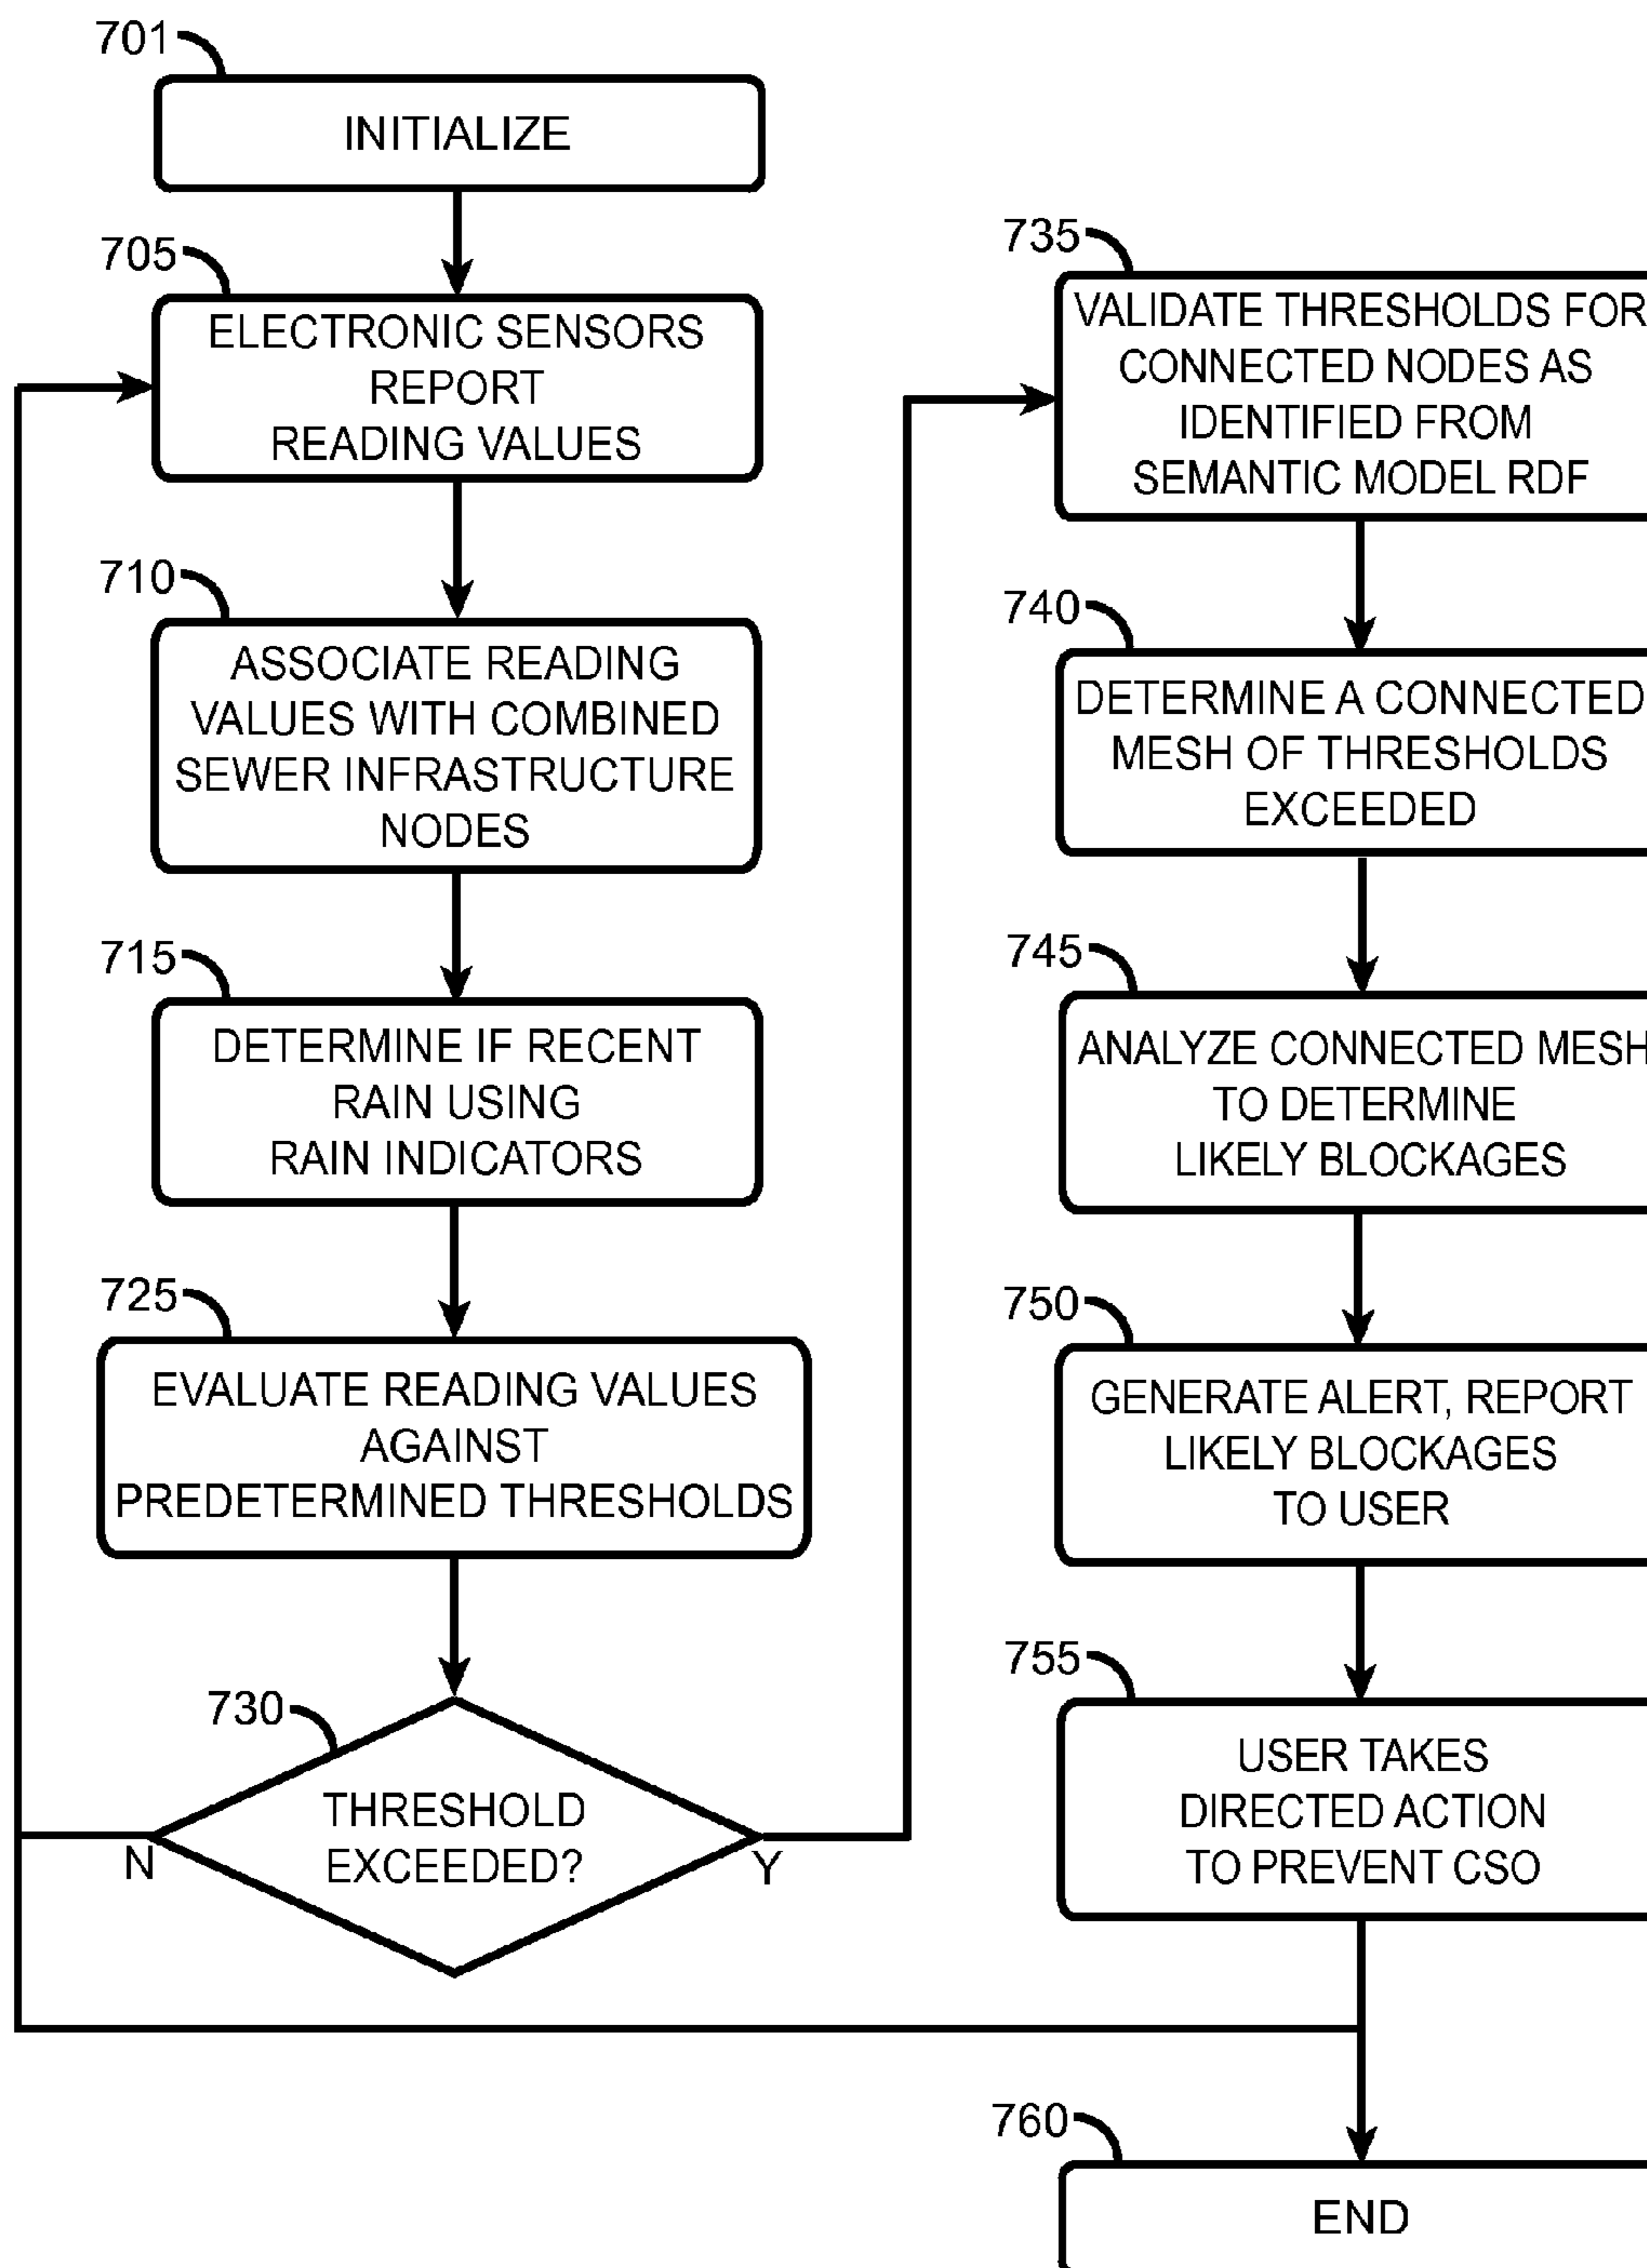 701
INITIALIZE
705
ELECTRONIC SENSORS
REPORT
READING VALUES
710
ASSOCIATE READING
VALUES WITH COMBINED
SEWER INFRASTRUCTURE
NODES
715
DETERMINE IF RECENT
RAIN USING
RAIN INDICATORS
725
EVALUATE READING VALUES
AGAINST
PREDETERMINED THRESHOLDS
730
THRESHOLD
EXCEEDED?
N
Y
735
VALIDATE THRESHOLDS FOR
CONNECTED NODES AS
IDENTIFIED FROM
SEMANTIC MODEL RDF
740
DETERMINE A CONNECTED
MESH OF THRESHOLDS
EXCEEDED
745
ANALYZE CONNECTED MESH
TO DETERMINE
LIKELY BLOCKAGES
750
GENERATE ALERT, REPORT
LIKELY BLOCKAGES
TO USER
755
USER TAKES
DIRECTED ACTION
TO PREVENT CSO
760
END